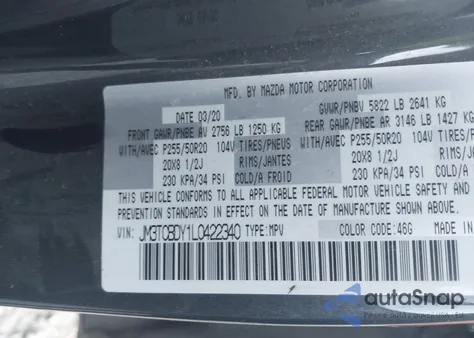 MFD. BY MAZDA MOTOR CORPORATION
DATE 03/20 GVWR/PNBV 5822 LB 2641 KG
FRONT GAWR/PNBE AV 2756 LB 1250 KG REAR GAWR/PNBE AR 3146 LB 1427 KG
WITH/AVEC P255/50R20 104V TIRES/PNEUS WITH/AVEC P255/50R20 104V TIRES/P
20X8 1/2J RIMS/JANTES 20X8 1/2J RIMS/J
230 KPA/34 PSI COLD/A FROID 230 KPA/34 PSI COLD/A
THIS VEHICLE CONFORMS TO ALL APPLICABLE FEDERAL MOTOR VEHICLE SAFETY
PREVENTION STANDARDS IN EFFECT ON THE DATE OF MANUFACTURE SHOWN
VIN: JM3TCBDY1L0422340 TYPE:MPV COLOR CODE:46G MADE IN
autoSnap